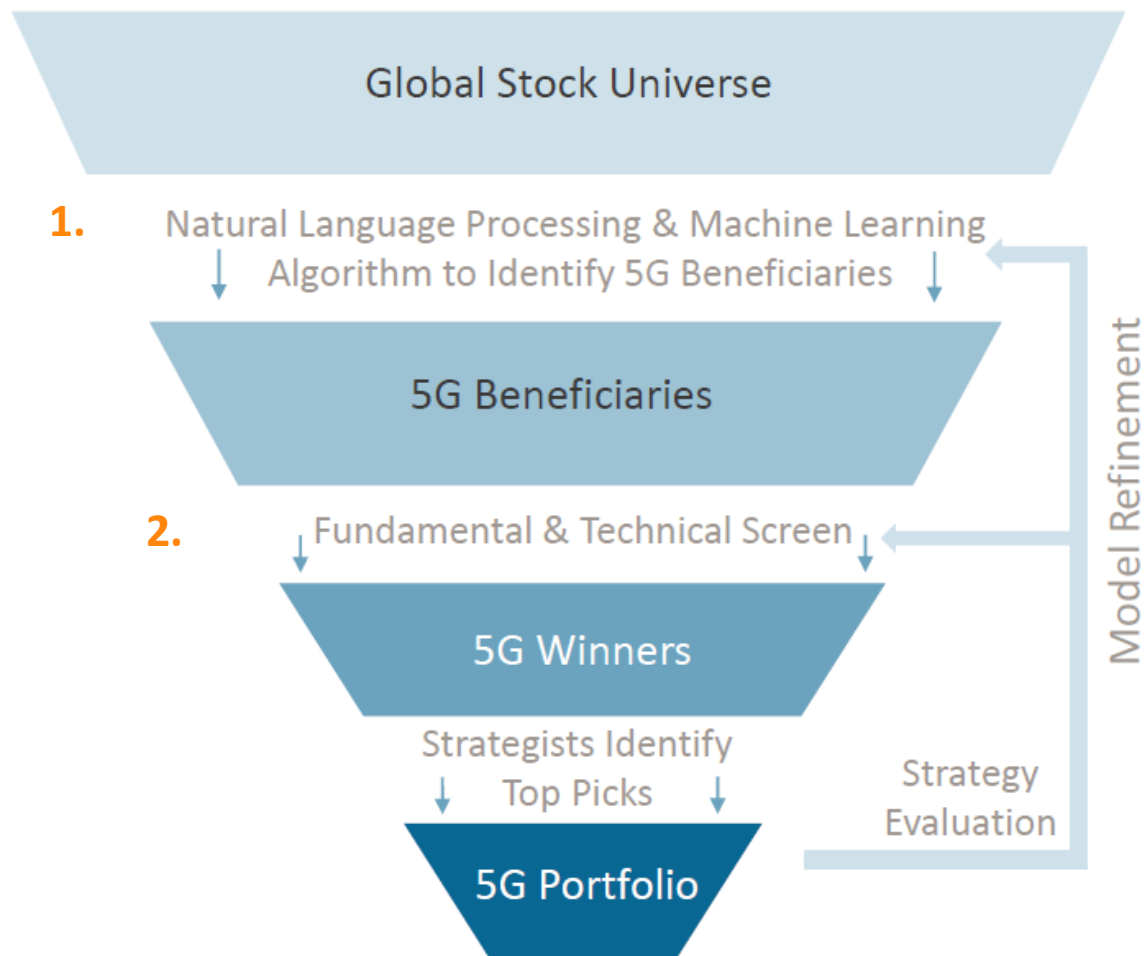 Global Stock Universe
1.
Natural Language Processing & Machine Learning
Algorithm to Identify 5G Beneficiaries
5G Beneficiaries
2.
Fundamental & Technical Screen
5G Winners
Strategists Identify
Top Picks
5G Portfolio
Strategy
Evaluation
Model Refinement